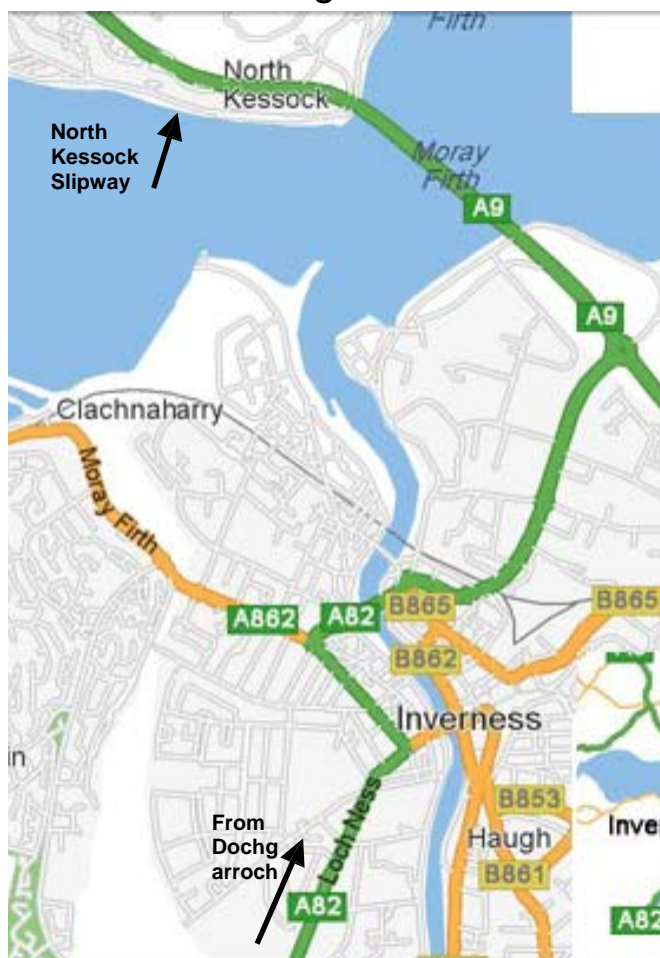 Firth
North
Kessock
North
Kessock
Slipway
Moray
Firth
A9
A9
Clachnaharry
Moray Firth
A862
A82
B865
B865
B862
Inverness
in
B853
Loch Ness
From
Dochg
arroch
Haugh
Inver
B861
A82
A82